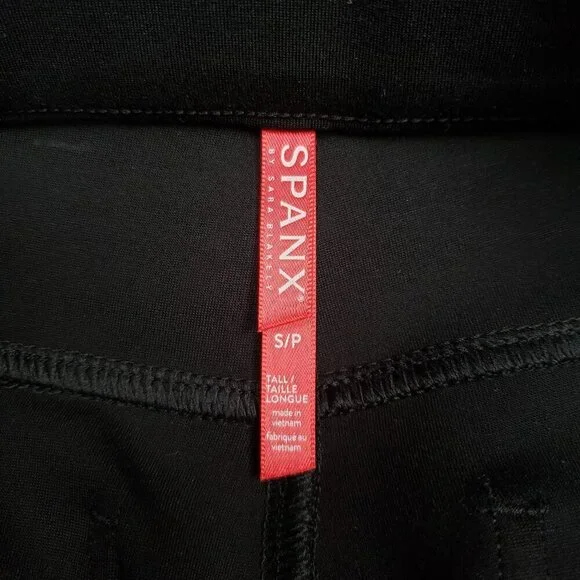 SPANX®
BY SARA BLAKELY
S/P
TALL/
TAILLE
LONGUE
made in
vietnam
fabriqué au
vietnam